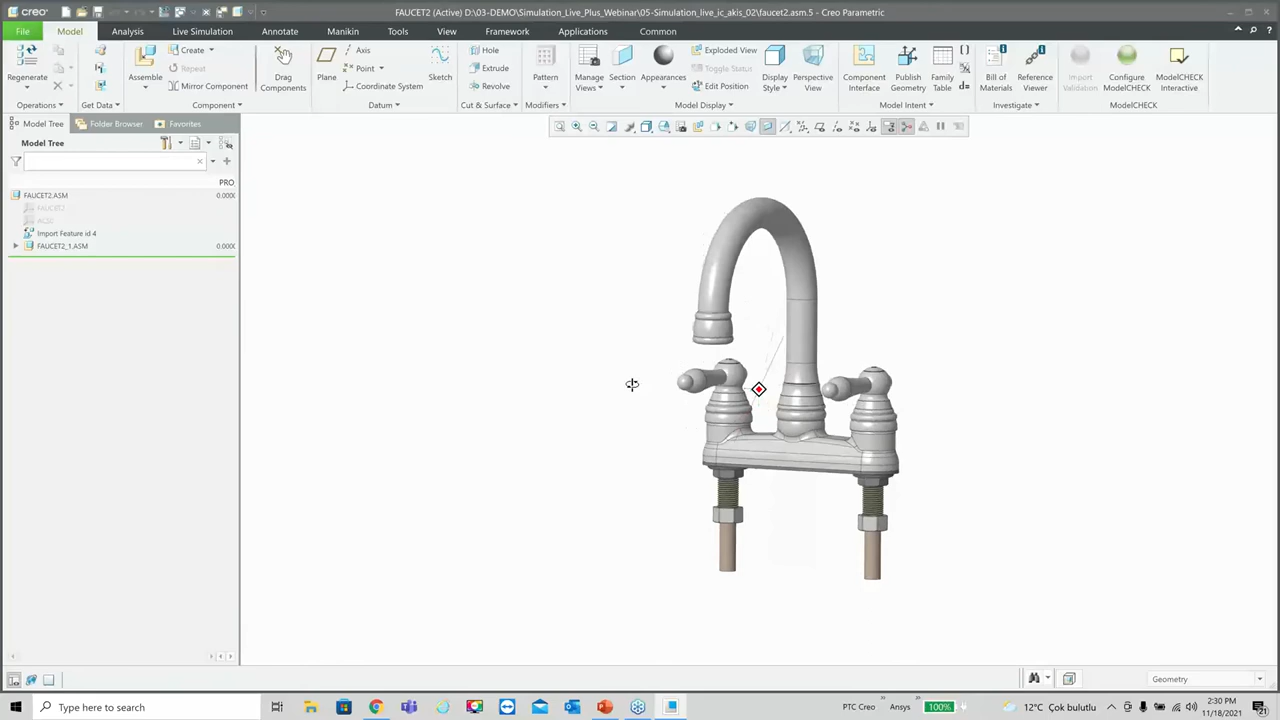 creo
FAUCET2 (Active) D:\03-DEMO\Simulation_Live_Plus_Webinar\05-Simulation_live_ic_akis_02\faucet2.asm.5 - Creo Parametric
File Model Analysis Live Simulation Annotate Manikin Tools View Framework Applications Common
Regenerate
Operations
Get Data
Assemble
Create
Repeat
Mirror Component
Component
Drag Components
Plane
Axis
Point
Coordinate System
Sketch
Datum
Hole
Extrude
Revolve
Cut & Surface
Pattern
Modifiers
Manage Views
Section
Appearances
Exploded View
Toggle Status
Edit Position
Display Style
Perspective View
Model Display
Component Interface
Publish Geometry
Family Table
Model Intent
Bill of Materials
Reference Viewer
Investigate
Import Validation
Configure ModelCHECK
ModelCHECK Interactive
ModelCHECK
Model Tree Folder Browser Favorites
Model Tree
PRO
FAUCET2.ASM 0.000
FAUCET2
ACSI
Import Feature id 4
FAUCET2_1.ASM 0.000
Geometry
Type here to search
PTC Creo
Ansys
100%
12°C Çok bulutlu
2:30 PM
11/18/2021